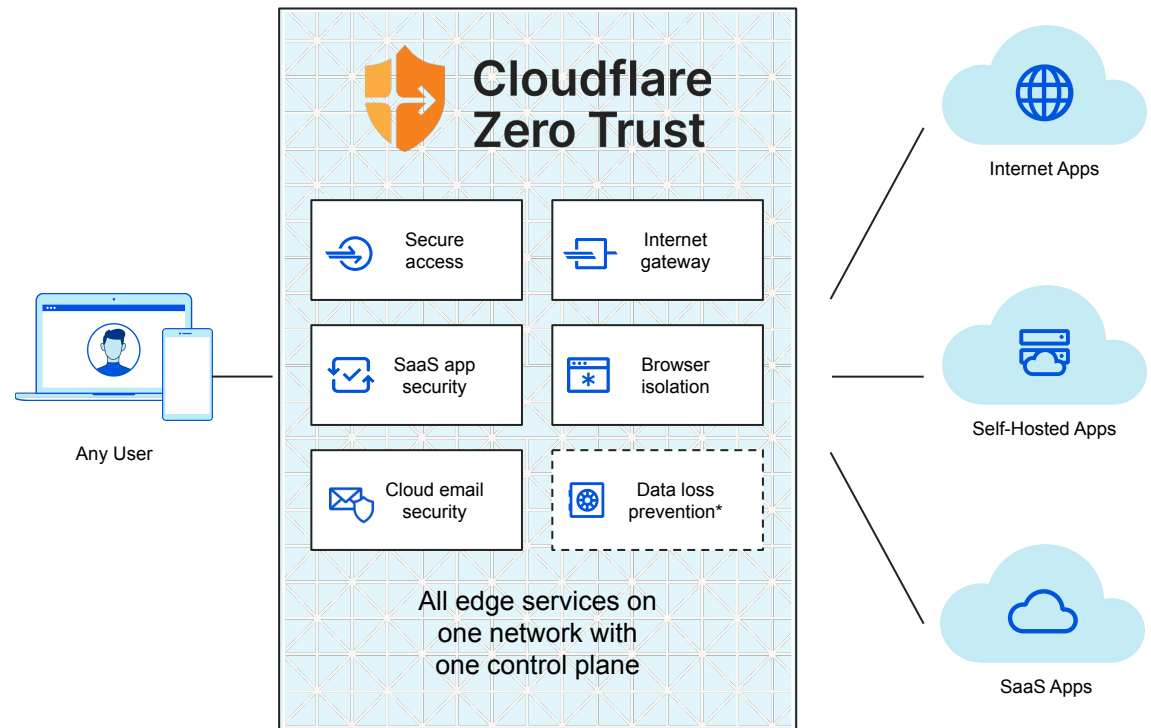 Cloudflare
Zero Trust
Secure
access
Internet
gateway
SaaS app
security
Browser
isolation
Cloud email
security
Data loss
prevention*
All edge services on
one network with
one control plane
Any User
Internet Apps
Self-Hosted Apps
SaaS Apps